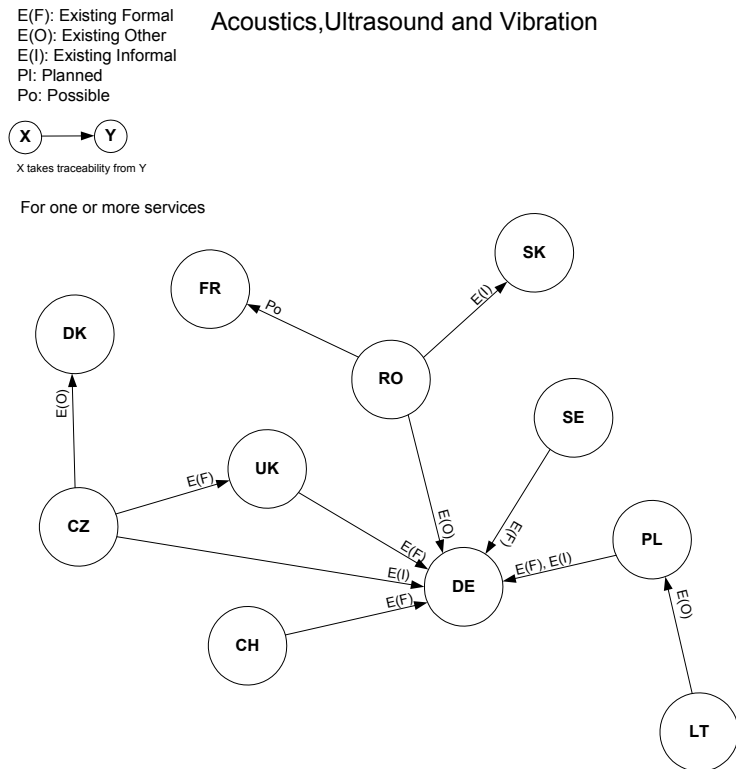 E(F): Existing Formal
E(O): Existing Other
E(I): Existing Informal
Pl: Planned
Po: Possible
Acoustics,Ultrasound and Vibration
X
Y
X takes traceability from Y
For one or more services
SK
FR
E(I)
Po
DK
RO
E(O)
SE
UK
E(F)
CZ
E(O)
E(F)
PL
E(F)
E(I)
DE
E(F), E(I)
E(F)
E(O)
CH
LT